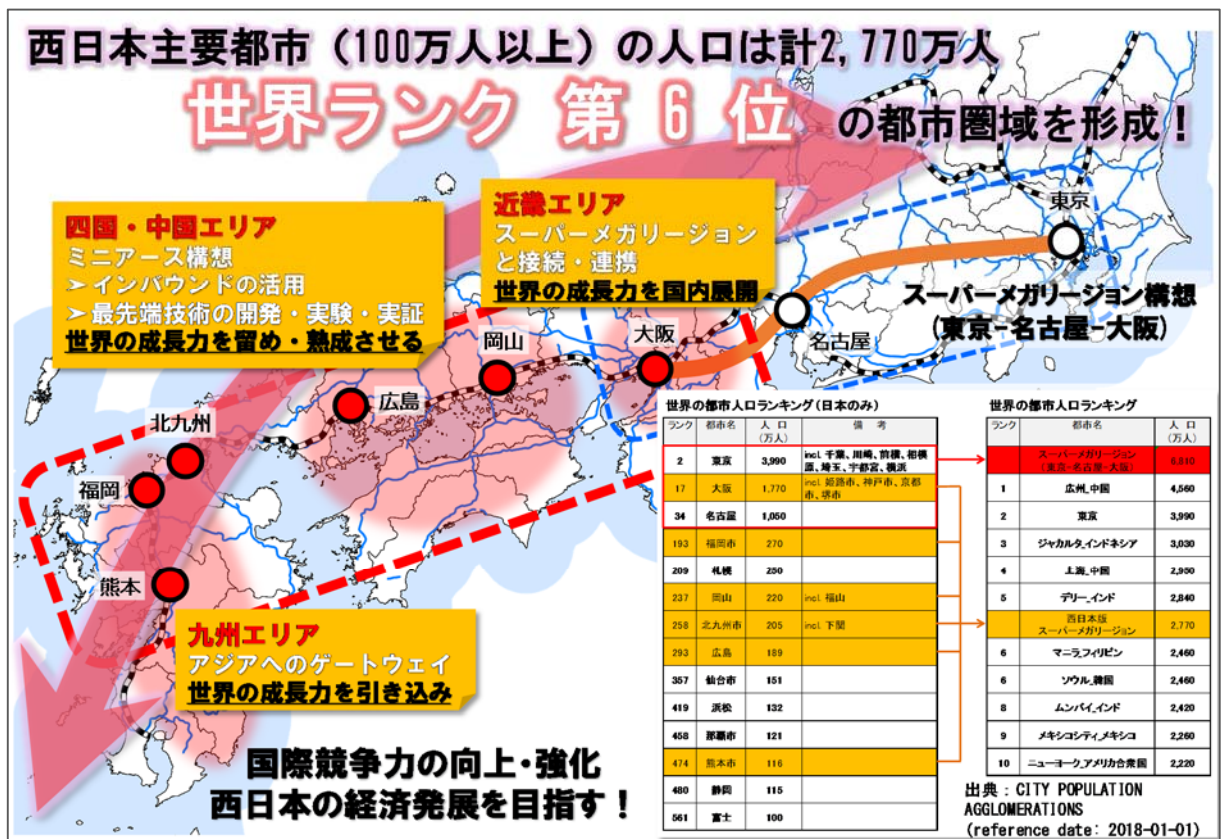 西日本主要都市（100万人以上）の人口は計2,770万人
世界ランク 第 6 位 の都市圏域を形成！
四国・中国エリア
ミニアース構想
➢ インバウンドの活用
➢ 最先端技術の開発・実験・実証
世界の成長力を留め・熟成させる
近畿エリア
スーパーメガリージョン
と接続・連携
世界の成長力を国内展開
東京
スーパーメガリージョン構想
(東京-名古屋-大阪)
名古屋
大阪
岡山
広島
北九州
福岡
熊本
九州エリア
アジアへのゲートウェイ
世界の成長力を引き込み
国際競争力の向上・強化
西日本の経済発展を目指す！
世界の都市人口ランキング(日本のみ)
ランク 都市名 人 口 (万人) 備 考
2 東京 3,990 incl. 千葉、川崎、前橋、相模原、埼玉、宇都宮、横浜
17 大阪 1,770 incl. 姫路市、神戸市、京都市、堺市
34 名古屋 1,050
193 福岡市 270
209 札幌 250
237 岡山 220 incl. 福山
258 北九州市 205 incl. 下関
293 広島 189
357 仙台市 151
419 浜松 132
458 那覇市 121
474 熊本市 116
480 静岡 115
561 富士 100
世界の都市人口ランキング
ランク 都市名 人 口 (万人)
スーパーメガリージョン (東京-名古屋-大阪) 6,810
1 広州_中国 4,560
2 東京 3,990
3 ジャカルタ_インドネシア 3,030
4 上海_中国 2,950
5 デリー_インド 2,840
西日本版 スーパーメガリージョン 2,770
6 マニラ_フィリピン 2,460
6 ソウル_韓国 2,460
8 ムンバイ_インド 2,420
9 メキシコシティ_メキシコ 2,260
10 ニューヨーク_アメリカ合衆国 2,220
出典：CITY POPULATION
AGGLOMERATIONS
(reference date: 2018-01-01)